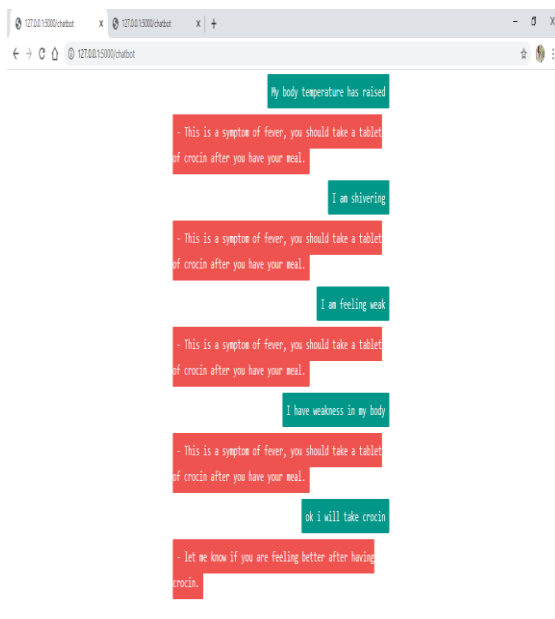 127.0.0.1:5000/chatbot x 127.0.0.1:5000/chatbot x +
127.0.0.1:5000/chatbot
My body temperature has raised
- This is a symptom of fever, you should take a tablet
of crocin after you have your meal.
I am shivering
- This is a symptom of fever, you should take a tablet
of crocin after you have your meal.
I am feeling weak
- This is a symptom of fever, you should take a tablet
of crocin after you have your meal.
I have weakness in my body
- This is a symptom of fever, you should take a tablet
of crocin after you have your meal.
ok i will take crocin
- let me know if you are feeling better after having
crocin.